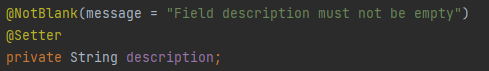 @NotBlank(message = "Field description must not be empty")
@Setter
private String description;